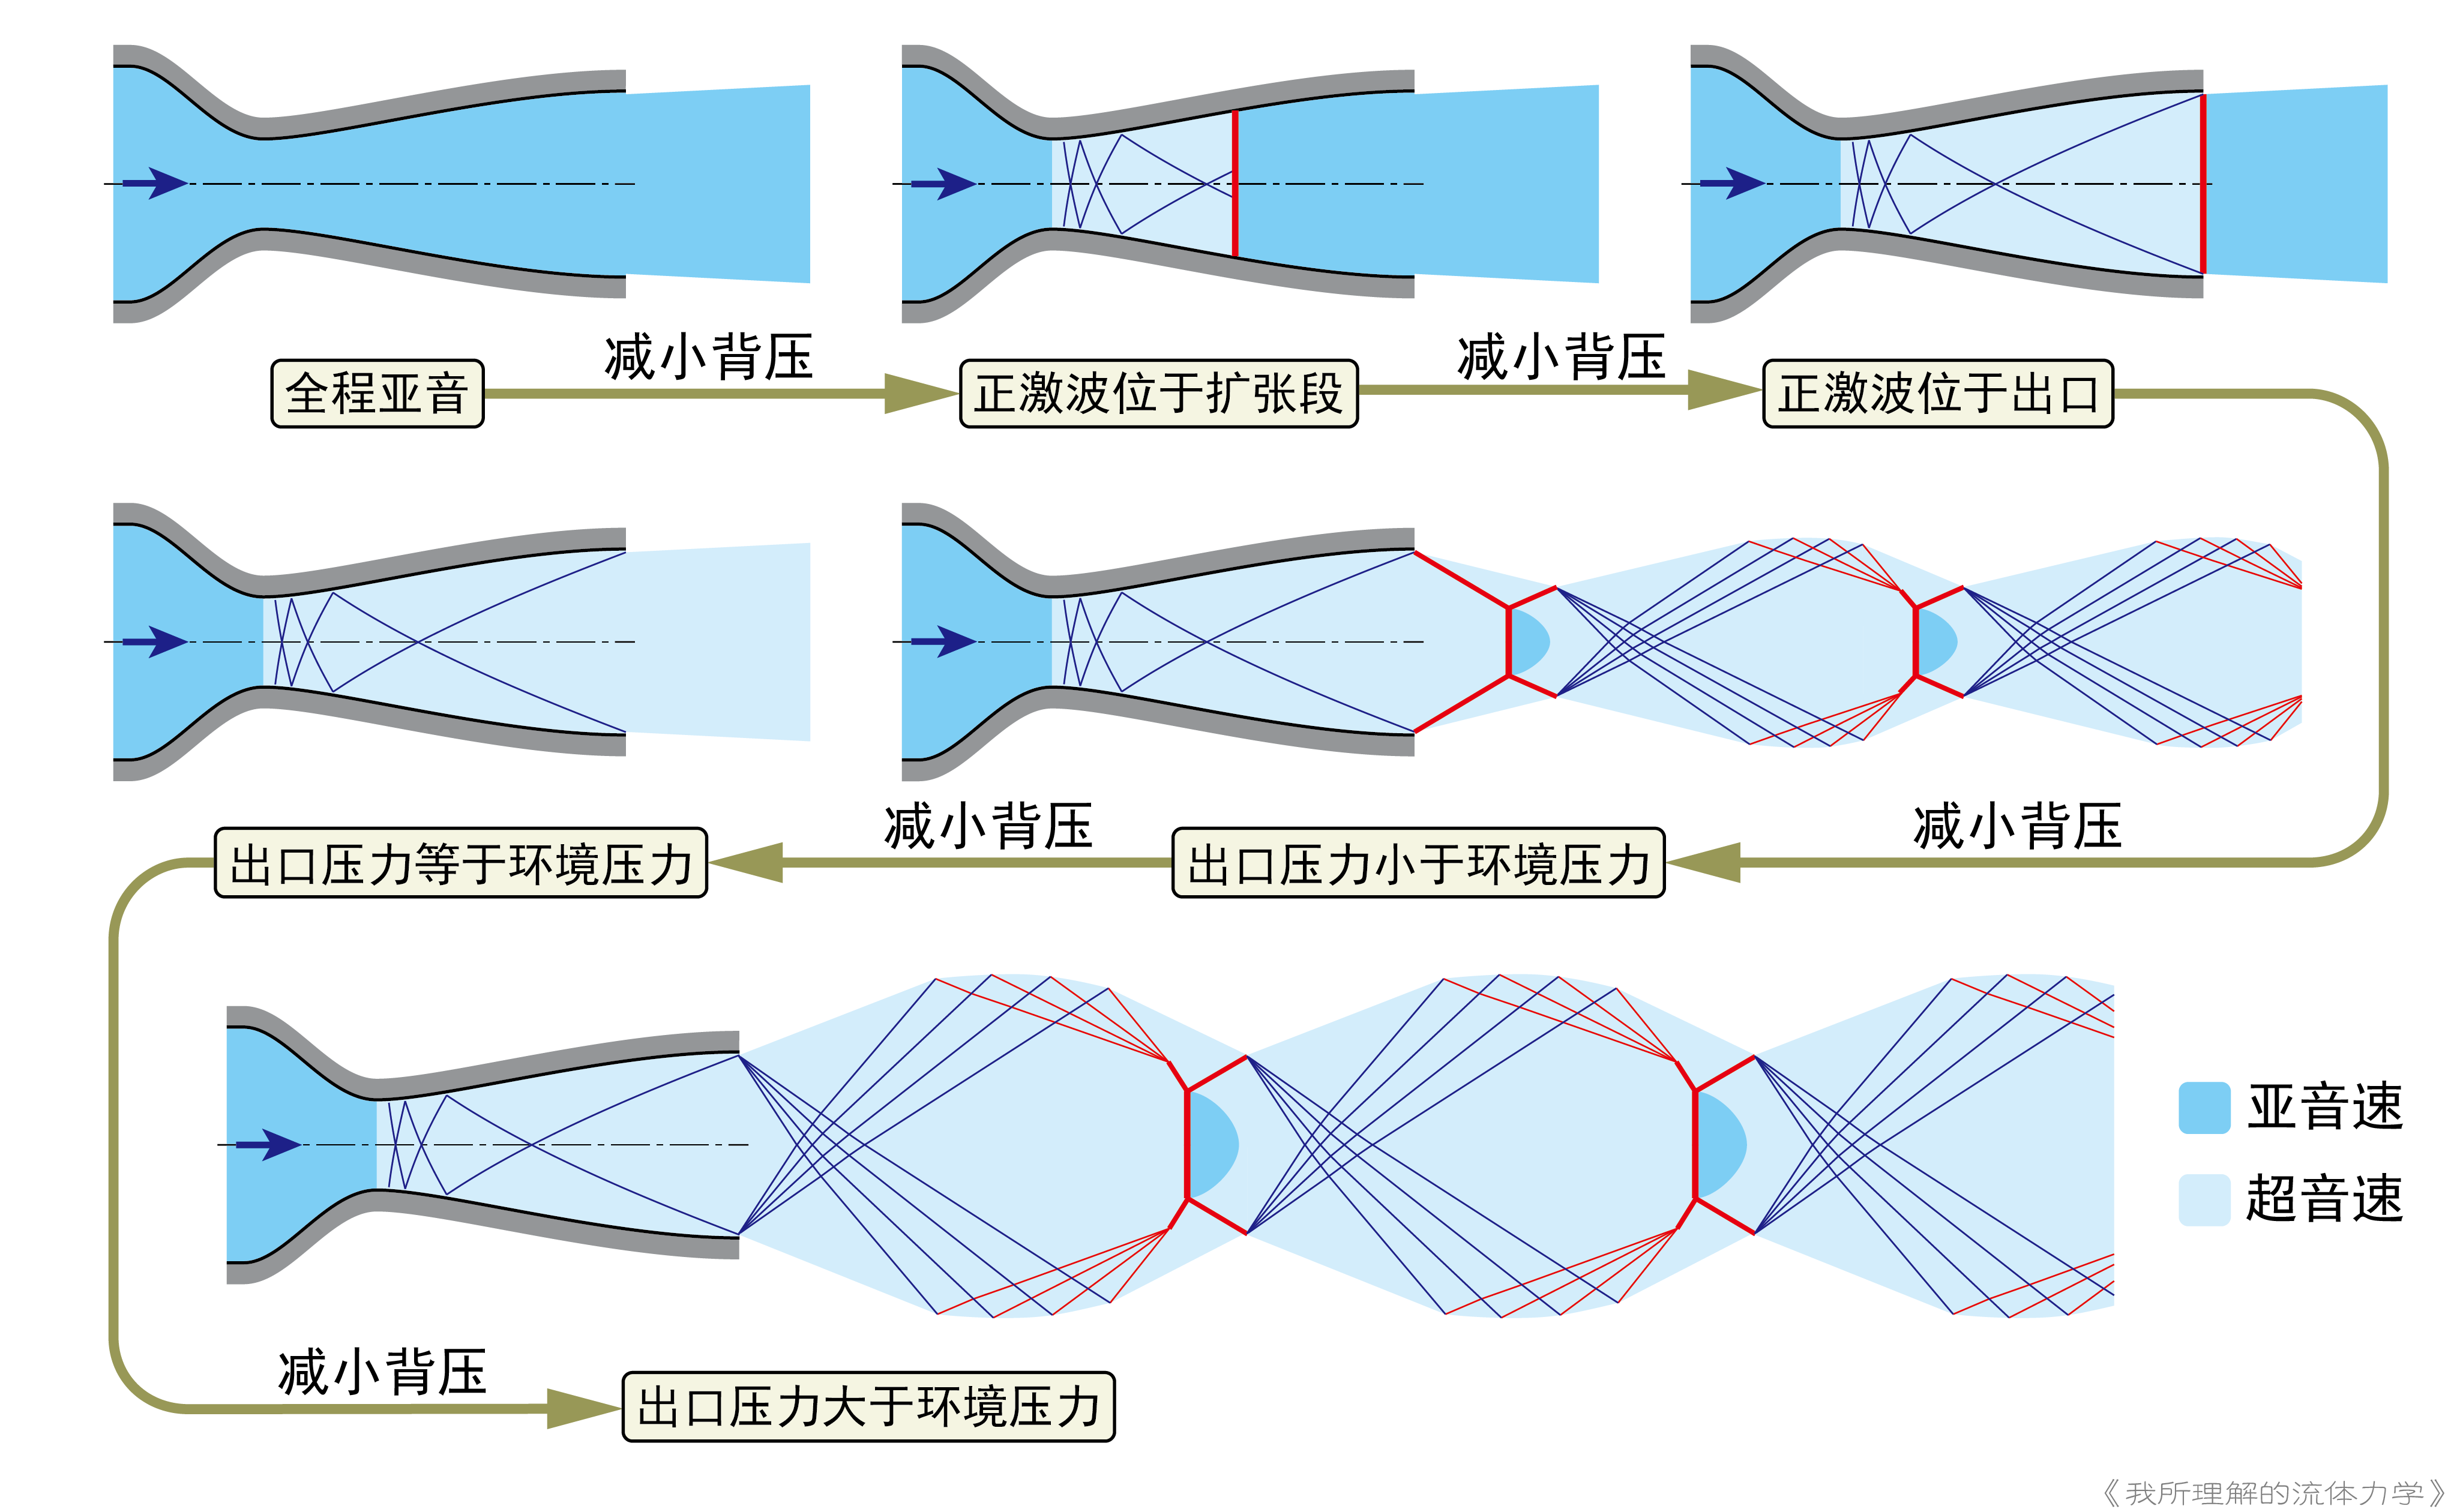 减小背压
减小背压
全程亚音
正激波位于扩张段
正激波位于出口
减小背压
减小背压
出口压力等于环境压力
出口压力小于环境压力
亚音速
超音速
减小背压
出口压力大于环境压力
《我所理解的流体力学》